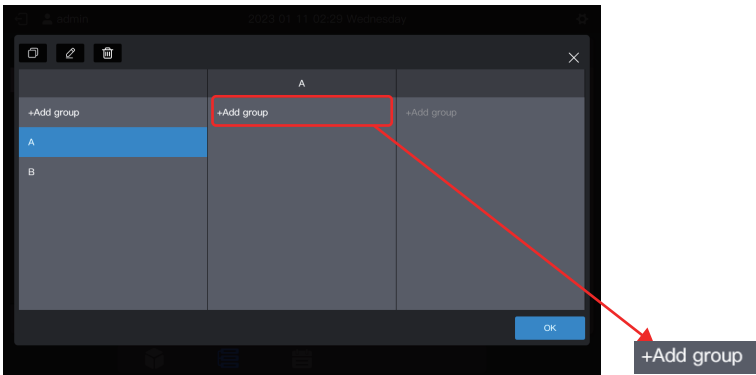 admin 2023 01 11 02:29 Wednesday
A
+Add group +Add group +Add group
A
B
OK
+Add group